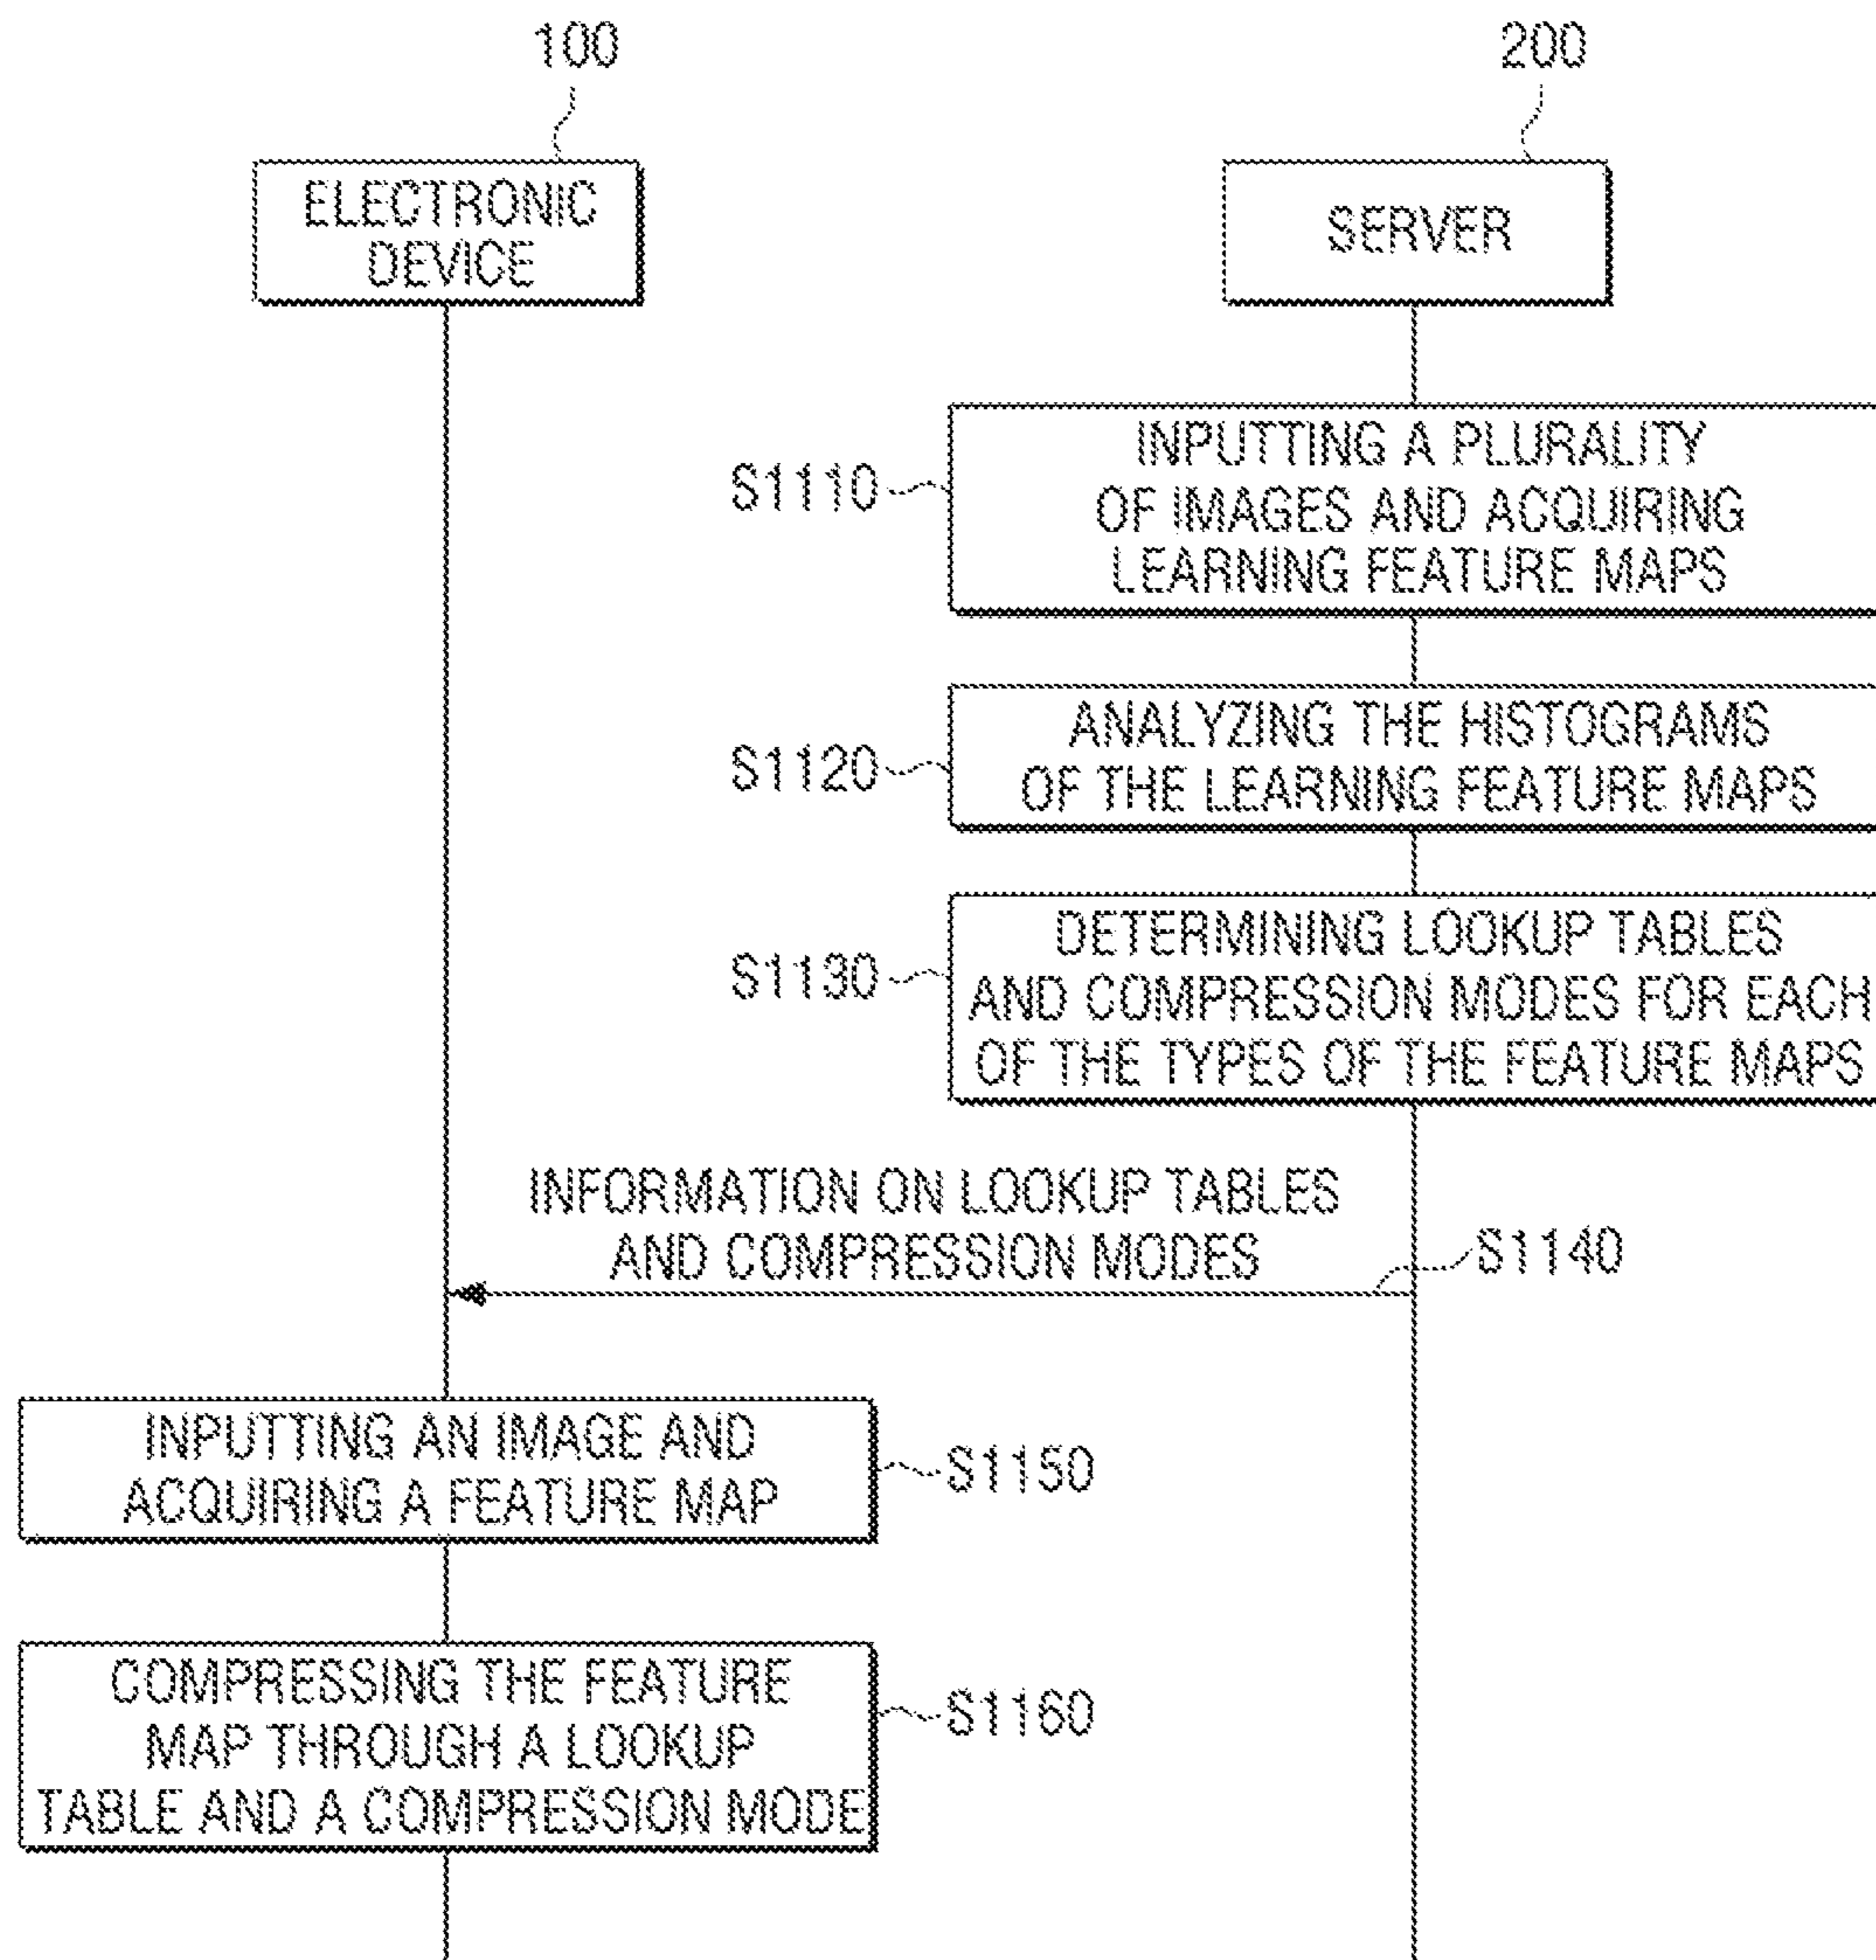 100
200
ELECTRONIC
DEVICE
SERVER
S1110
INPUTTING A PLURALITY
OF IMAGES AND ACQUIRING
LEARNING FEATURE MAPS
S1120
ANALYZING THE HISTOGRAMS
OF THE LEARNING FEATURE MAPS
S1130
DETERMINING LOOKUP TABLES
AND COMPRESSION MODES FOR EACH
OF THE TYPES OF THE FEATURE MAPS
INFORMATION ON LOOKUP TABLES
AND COMPRESSION MODES
S1140
INPUTTING AN IMAGE AND
ACQUIRING A FEATURE MAP
S1150
COMPRESSING THE FEATURE
MAP THROUGH A LOOKUP
TABLE AND A COMPRESSION MODE
S1160